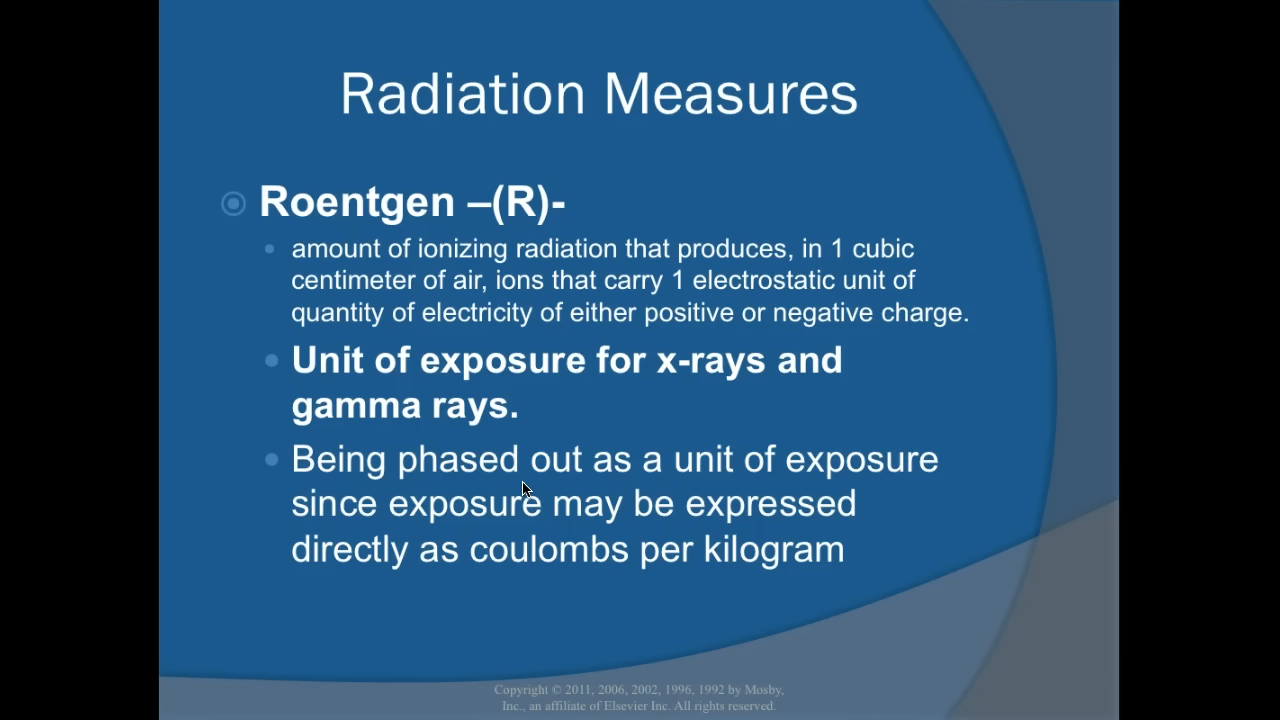 Radiation Measures
Roentgen –(R)-
amount of ionizing radiation that produces, in 1 cubic
centimeter of air, ions that carry 1 electrostatic unit of
quantity of electricity of either positive or negative charge.
Unit of exposure for x-rays and
gamma rays.
Being phased out as a unit of exposure
since exposure may be expressed
directly as coulombs per kilogram
Copyright © 2011, 2006, 2002, 1996, 1992 by Mosby,
Inc., an affiliate of Elsevier Inc. All rights reserved.